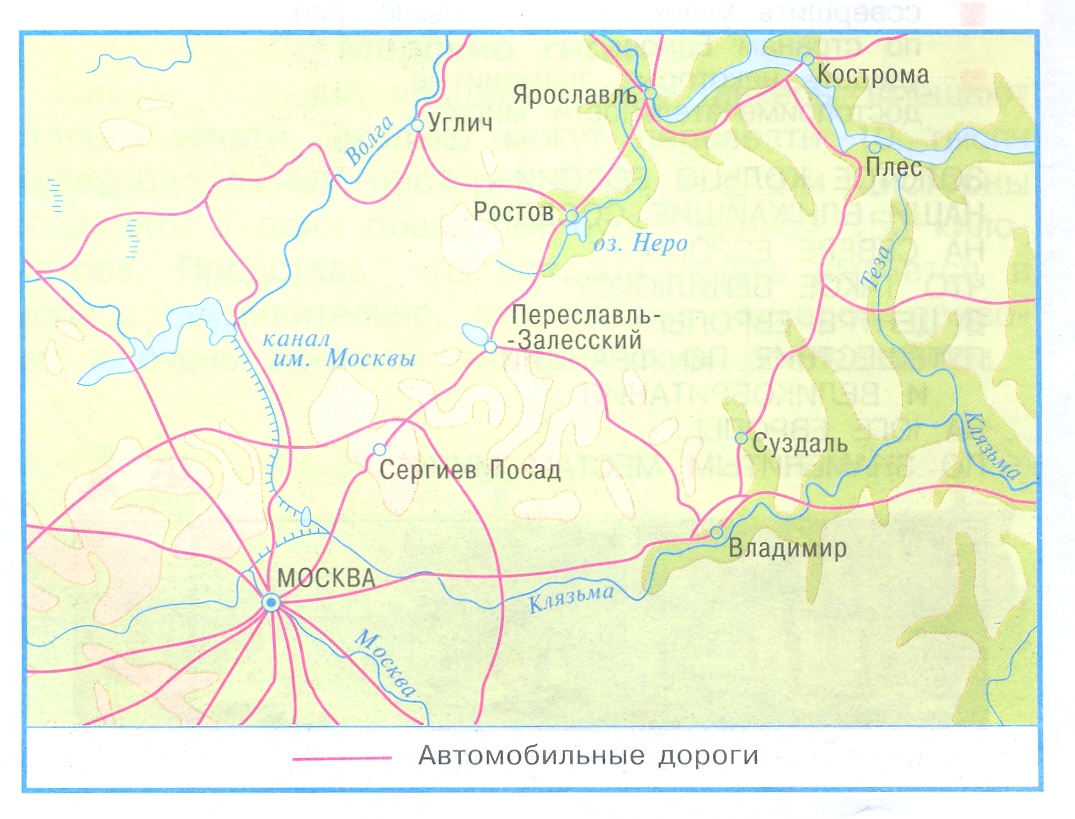 Кострома
Ярославль
Углич
Волга
Плес
Ростов
оз. Неро
Теза
Переславль-
-Залесский
канал
им. Москвы
Суздаль
Клязьма
Сергиев Посад
Владимир
МОСКВА
Клязьма
Москва
Автомобильные дороги